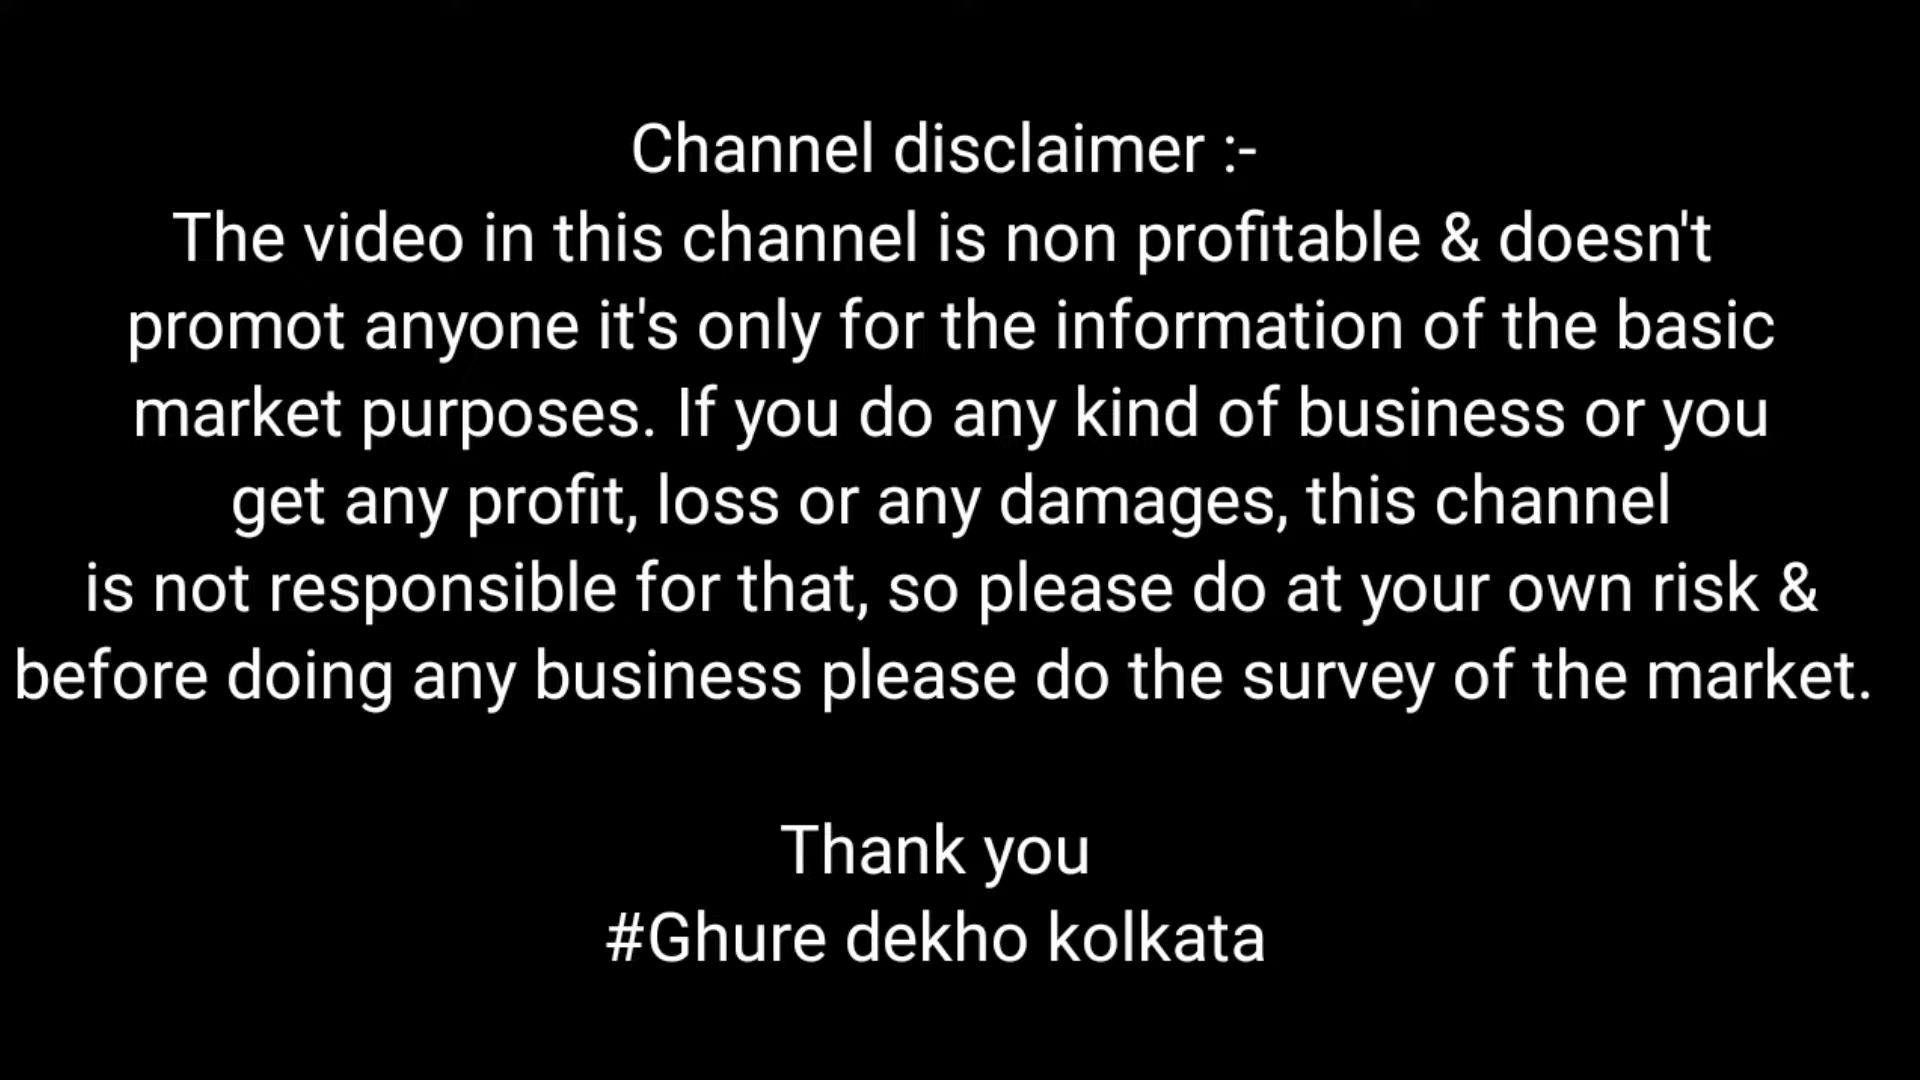 Channel disclaimer :-
The video in this channel is non profitable & doesn't
promot anyone it's only for the information of the basic
market purposes. If you do any kind of business or you
get any profit, loss or any damages, this channel
is not responsible for that, so please do at your own risk &
before doing any business please do the survey of the market.
Thank you
#Ghure dekho kolkata